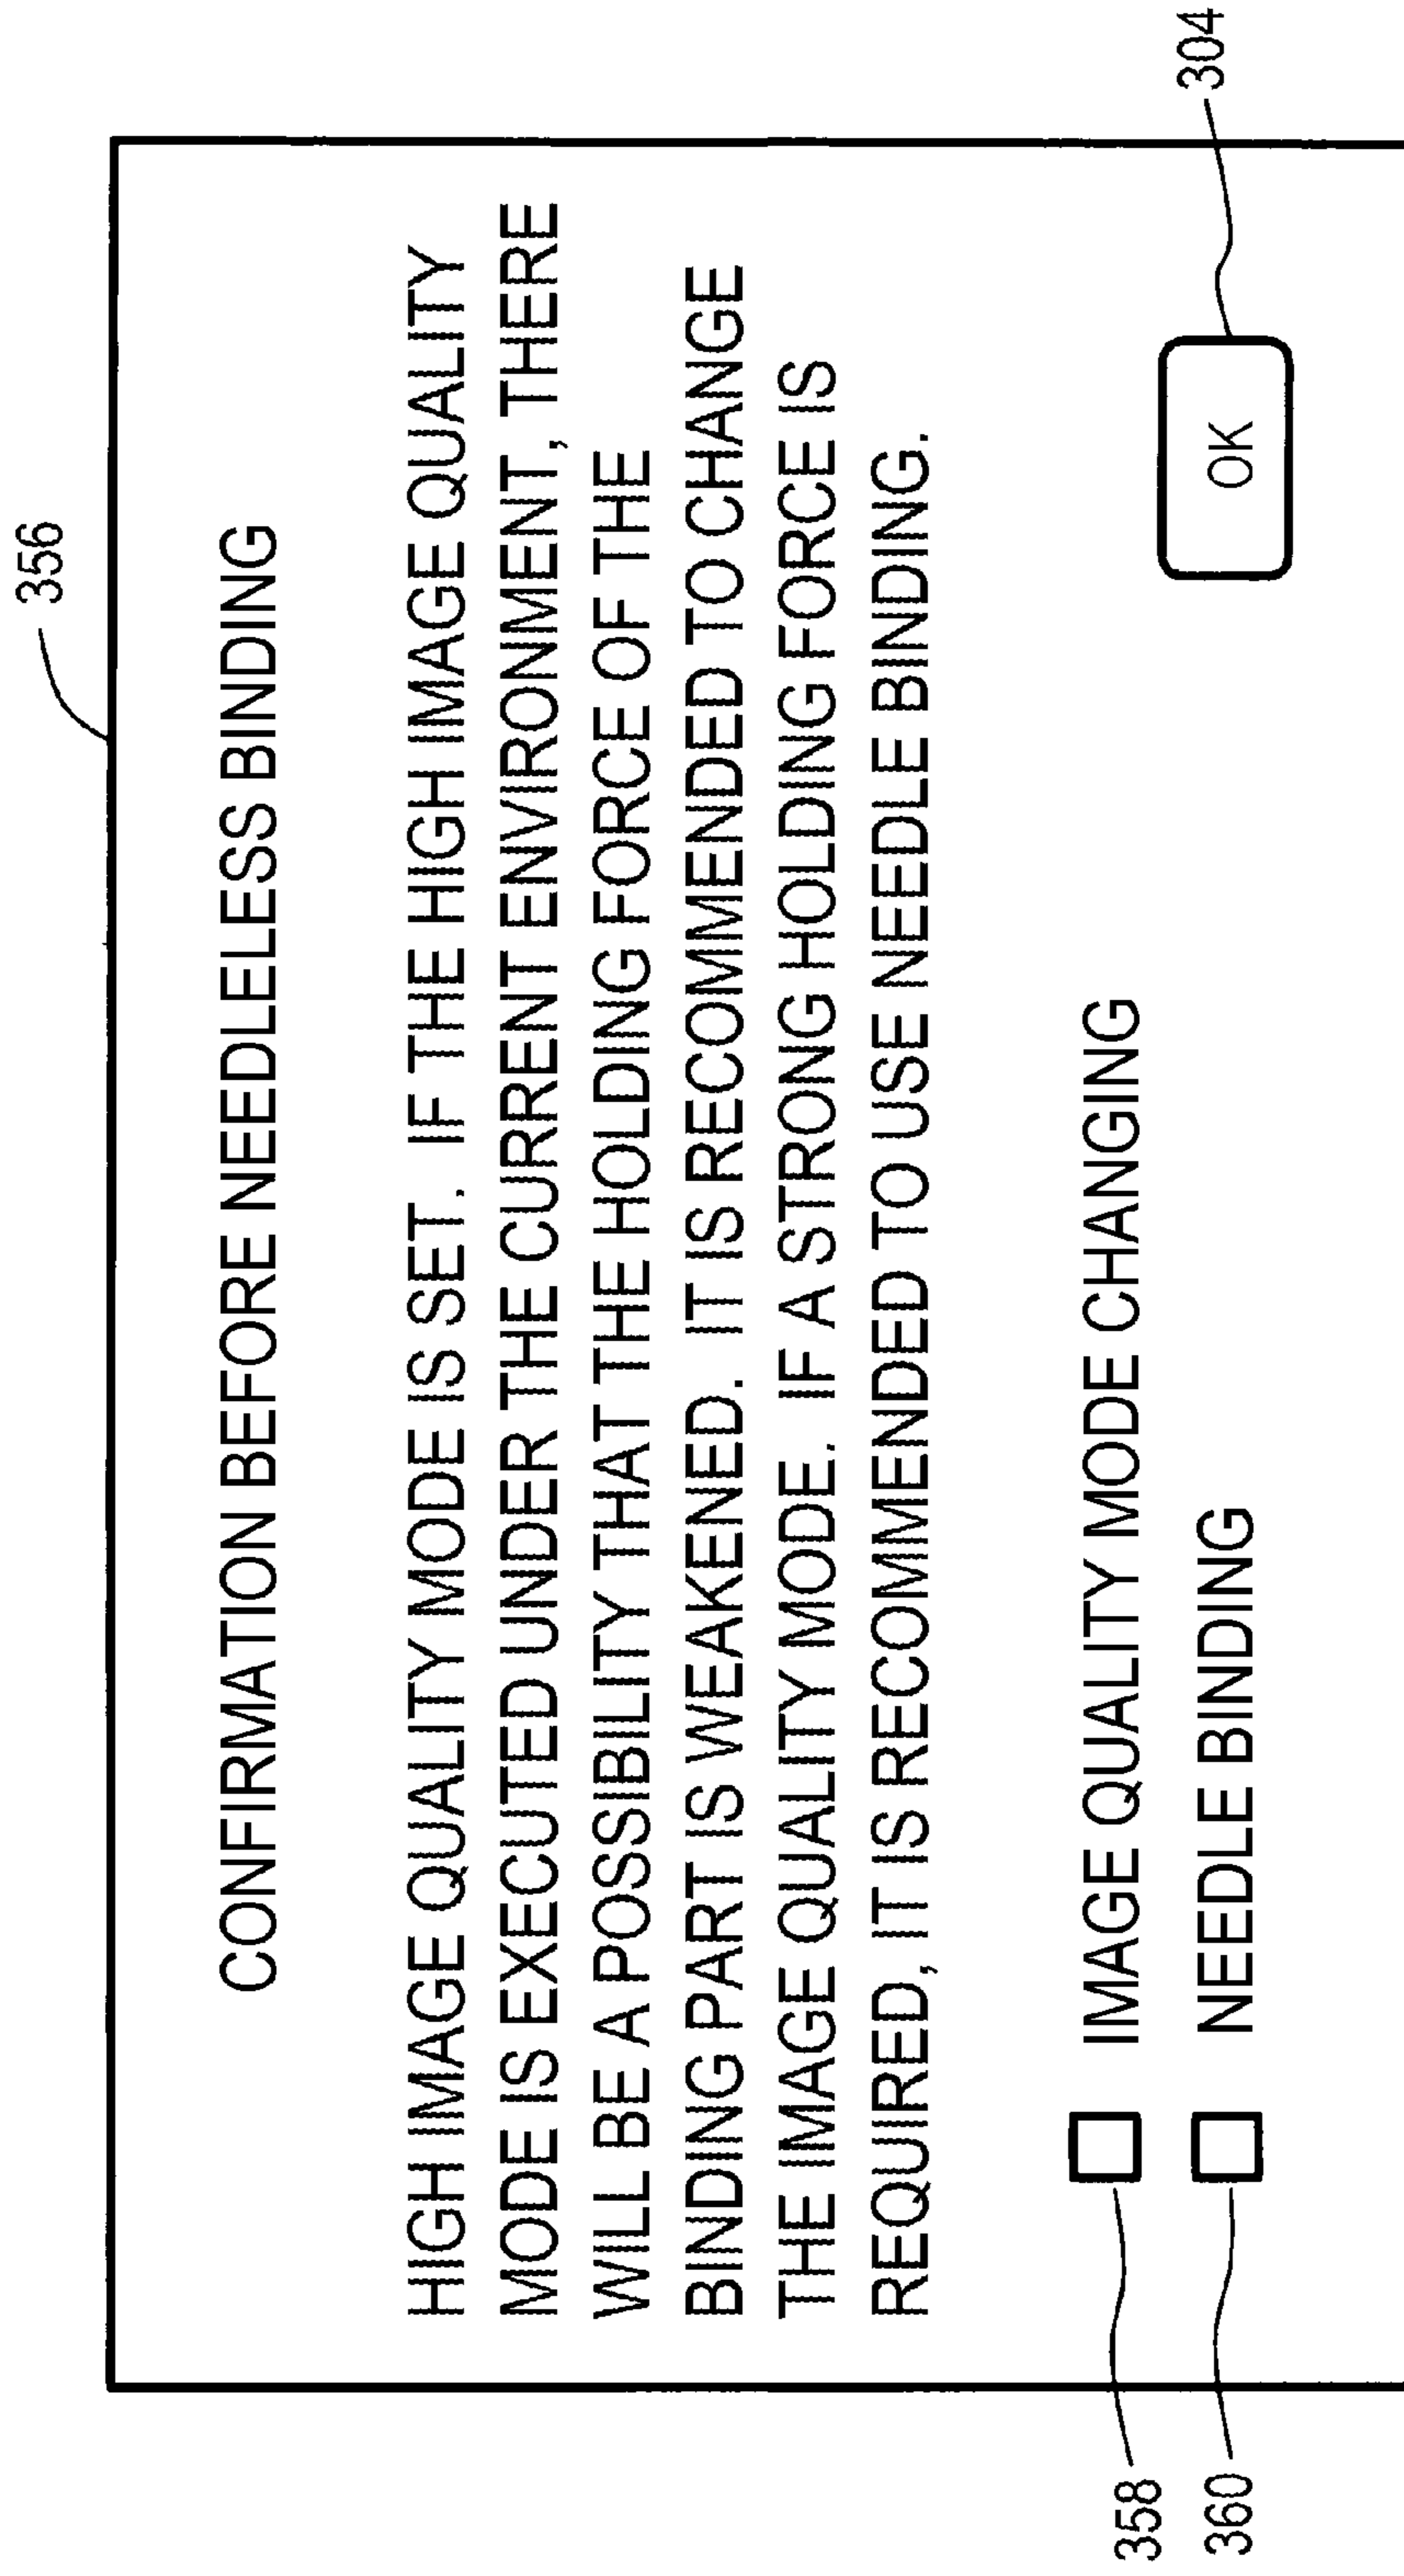 356
CONFIRMATION BEFORE NEEDLELESS BINDING
HIGH IMAGE QUALITY MODE IS SET. IF THE HIGH IMAGE QUALITY
MODE IS EXECUTED UNDER THE CURRENT ENVIRONMENT, THERE
WILL BE A POSSIBILITY THAT THE HOLDING FORCE OF THE
BINDING PART IS WEAKENED. IT IS RECOMMENDED TO CHANGE
THE IMAGE QUALITY MODE. IF A STRONG HOLDING FORCE IS
REQUIRED, IT IS RECOMMENDED TO USE NEEDLE BINDING.
358 IMAGE QUALITY MODE CHANGING
360 NEEDLE BINDING
OK 304